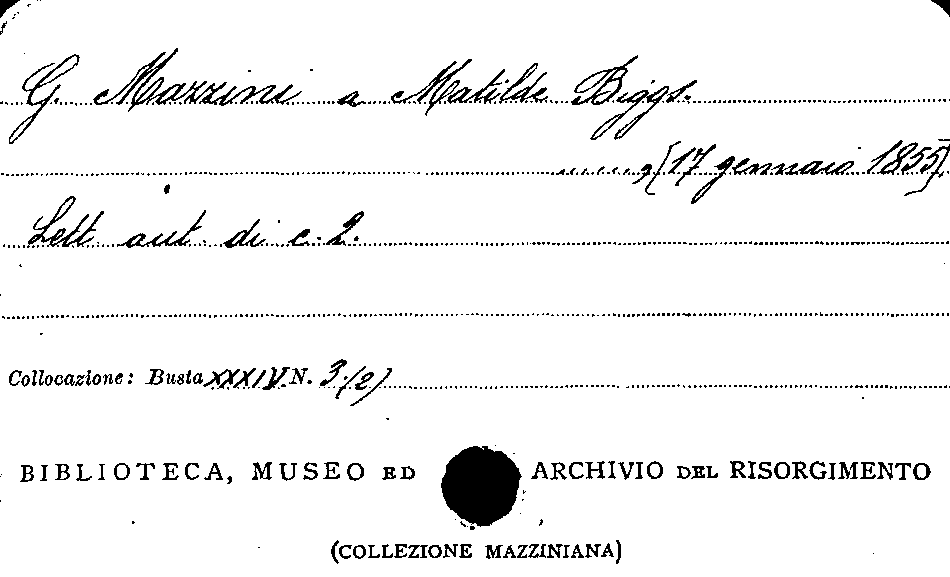 G. Mazzini a Matilde Biggs.
......, [17 gennaio 1855].
Lett. aut. di c. 2.
Collocazione: Busta XXXIV N. 3 (2)
BIBLIOTECA, MUSEO ED ARCHIVIO DEL RISORGIMENTO
(COLLEZIONE MAZZINIANA)